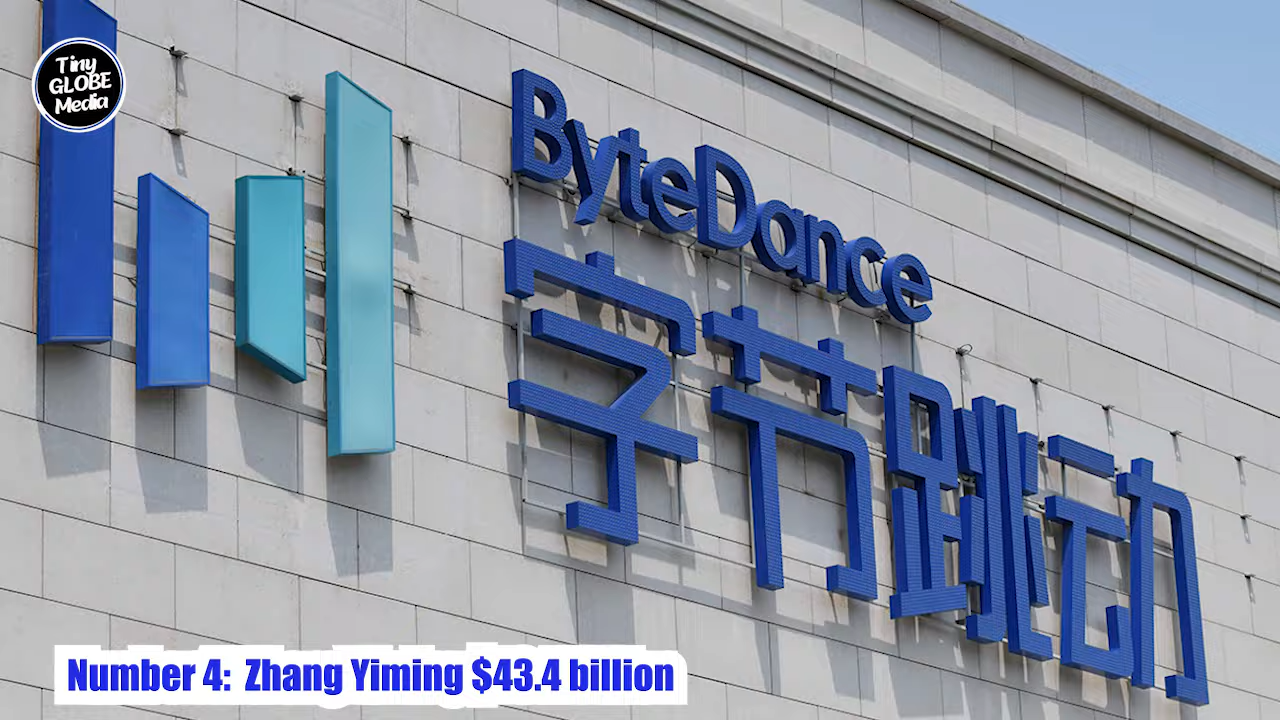 Tiny
GLOBE
Media
ByteDance
字节跳动
Number 4: Zhang Yiming $43.4 billion